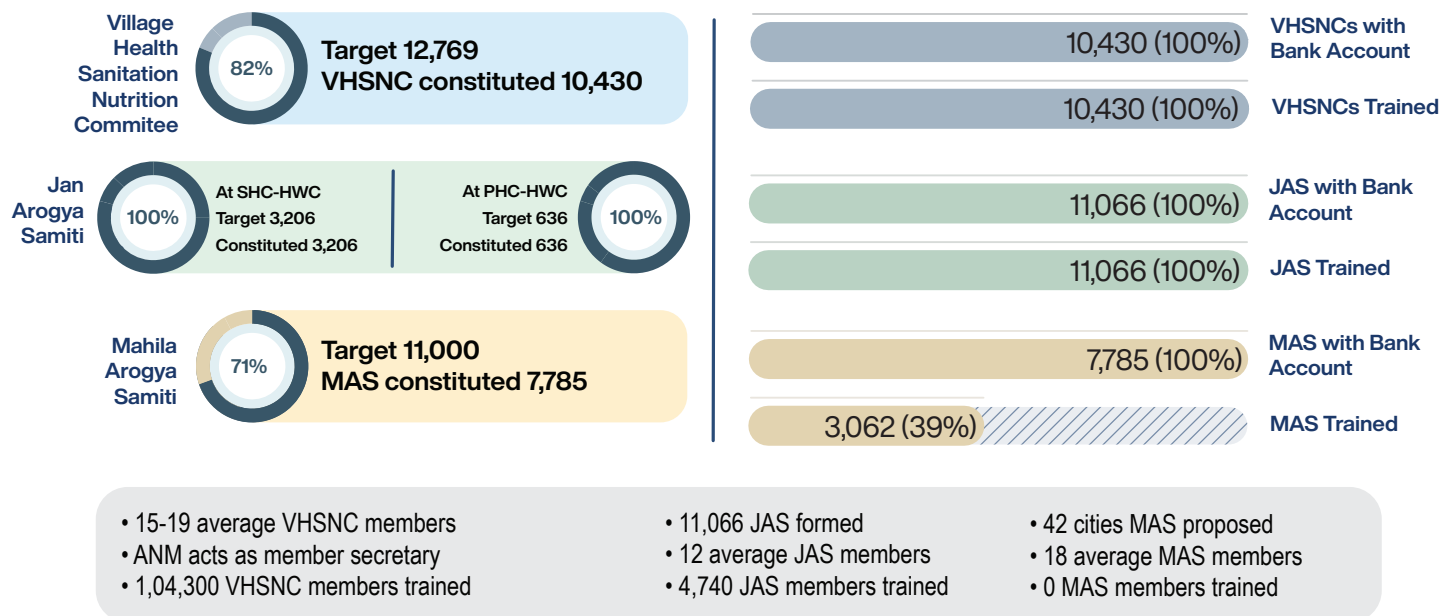 Village
Health
Sanitation
Nutrition
Commitee
82%
Target 12,769
VHSNC constituted 10,430
10,430 (100%)
VHSNCs with
Bank Account
10,430 (100%)
VHSNCs Trained
Jan
Arogya
Samiti
100%
At SHC-HWC
Target 3,206
Constituted 3,206
At PHC-HWC
Target 636
Constituted 636
100%
11,066 (100%)
JAS with Bank
Account
11,066 (100%)
JAS Trained
Mahila
Arogya
Samiti
71%
Target 11,000
MAS constituted 7,785
7,785 (100%)
MAS with Bank
Account
3,062 (39%)
MAS Trained
• 15-19 average VHSNC members
• ANM acts as member secretary
• 1,04,300 VHSNC members trained
• 11,066 JAS formed
• 12 average JAS members
• 4,740 JAS members trained
• 42 cities MAS proposed
• 18 average MAS members
• 0 MAS members trained